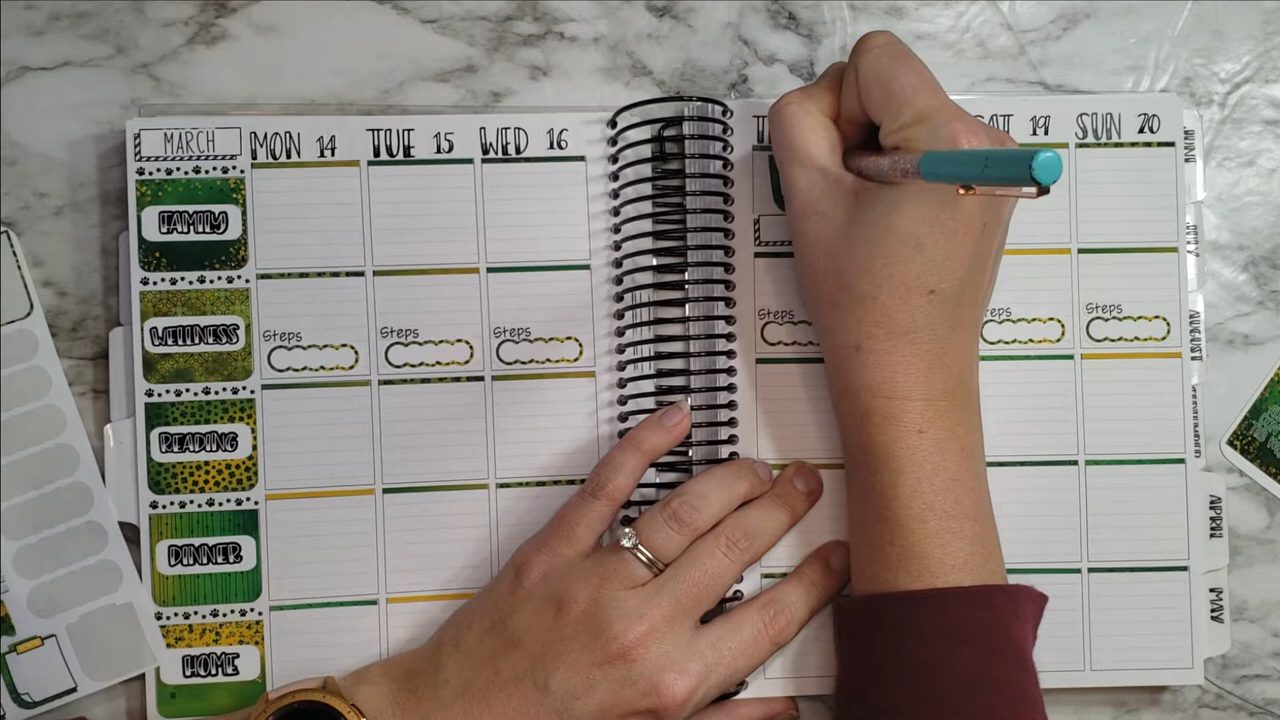 MARCH
MON 14
TUE 15
WED 16
19
SUN 20
FAMILY
WELLNESS
Steps
Steps
Steps
Steps
Steps
Steps
READING
DINNER
HOME
AUGUST
APRIL
MAY